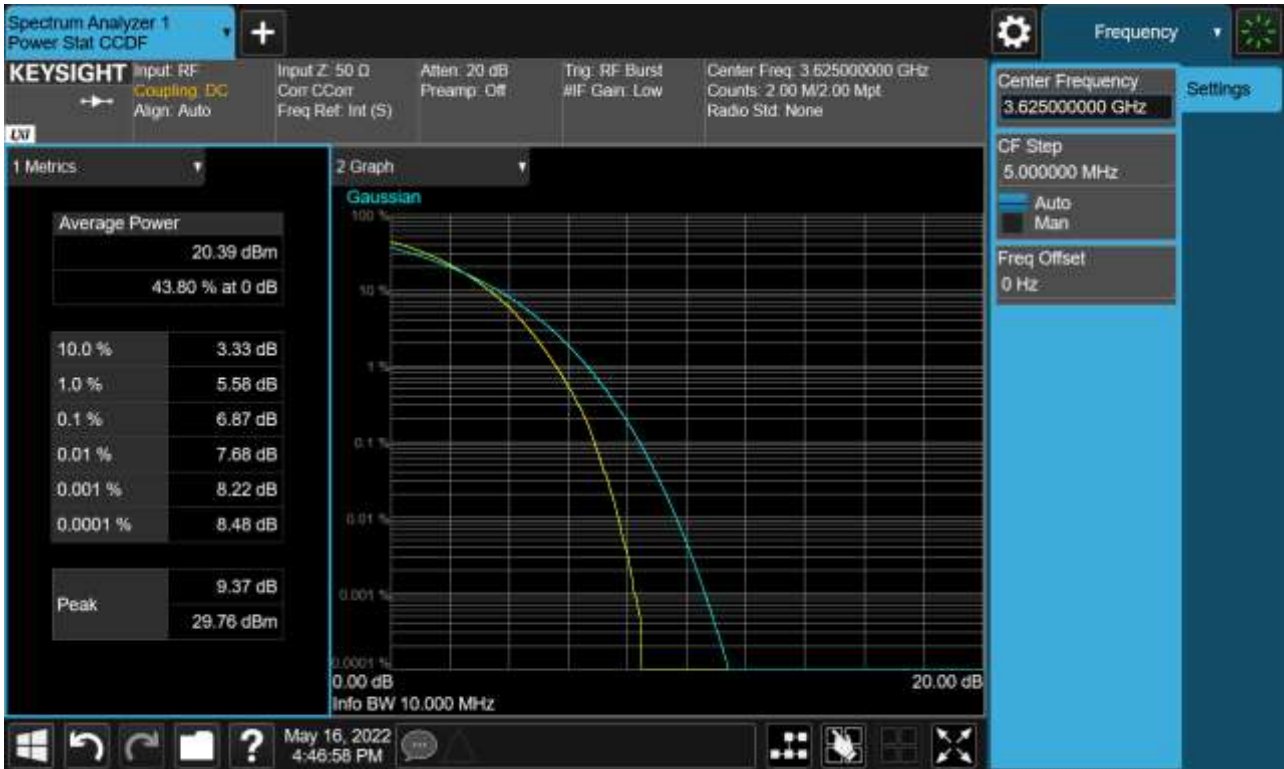 Spectrum Analyzer 1
Power Stat CCDF
Frequency
KEYSIGHT
Input: RF
Coupling: DC
Align: Auto
Input Z: 50 Ω
Corr CCorr
Freq Ref: Int (S)
Atten: 20 dB
Preamp: Off
Trig: RF Burst
#IF Gain: Low
Center Freq: 3.625000000 GHz
Counts: 2.00 M/2.00 Mpt
Radio Std: None
LXI
Center Frequency
3.625000000 GHz
Settings
CF Step
5.000000 MHz
Auto
Man
Freq Offset
0 Hz
1 Metrics
Average Power
20.39 dBm
43.80 % at 0 dB
10.0 % 3.33 dB
1.0 % 5.58 dB
0.1 % 6.87 dB
0.01 % 7.68 dB
0.001 % 8.22 dB
0.0001 % 8.48 dB
Peak
9.37 dB
29.76 dBm
2 Graph
Gaussian
100 %
10 %
1 %
0.1 %
0.01 %
0.001 %
0.0001 %
0.00 dB 20.00 dB
Info BW 10.000 MHz
May 16, 2022
4:46:58 PM